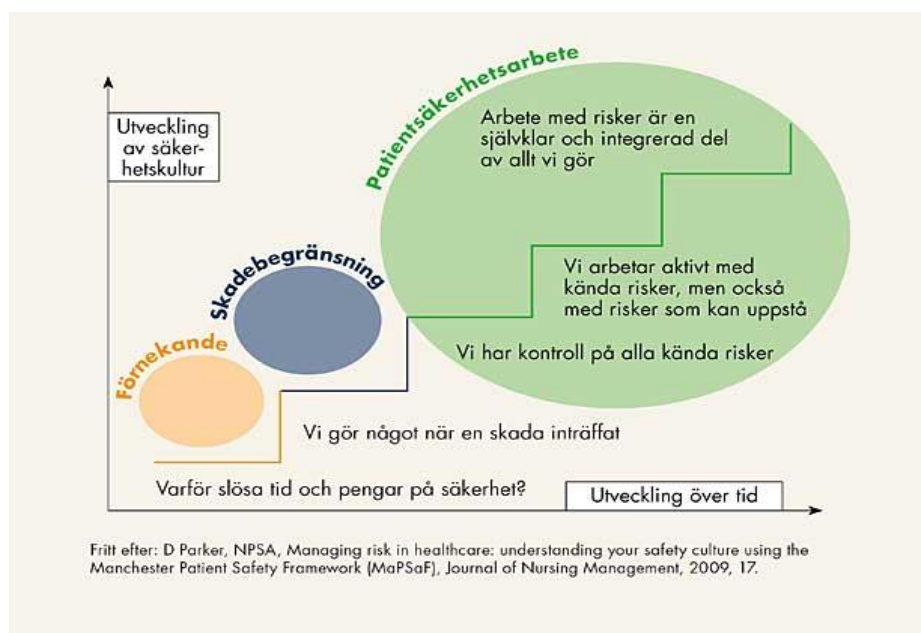 Patientsäkerhetsarbete
Utveckling
av säker-
hetskultur
Arbete med risker är en
självklar och integrerad del
av allt vi gör
Skadebegränsning
Vi arbetar aktivt med
kända risker, men också
med risker som kan uppstå
Förnekande
Vi har kontroll på alla kända risker
Vi gör något när en skada inträffat
Varför slösa tid och pengar på säkerhet?
Utveckling över tid
Fritt efter: D Parker, NPSA, Managing risk in healthcare: understanding your safety culture using the
Manchester Patient Safety Framework (MaPSaF), Journal of Nursing Management, 2009, 17.